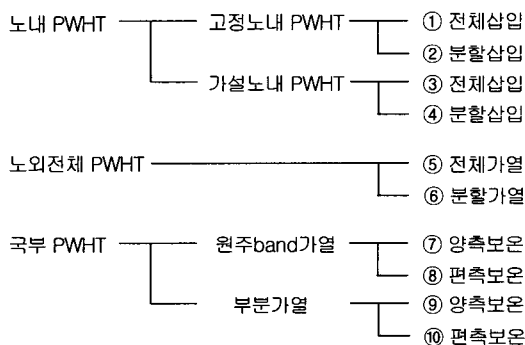 노내 PWHT 고정노내 PWHT ① 전체삽입
② 분할삽입
가설노내 PWHT ③ 전체삽입
④ 분할삽입
노외전체 PWHT ⑤ 전체가열
⑥ 분할가열
국부 PWHT 원주band가열 ⑦ 양측보온
⑧ 편측보온
부분가열 ⑨ 양측보온
⑩ 편측보온